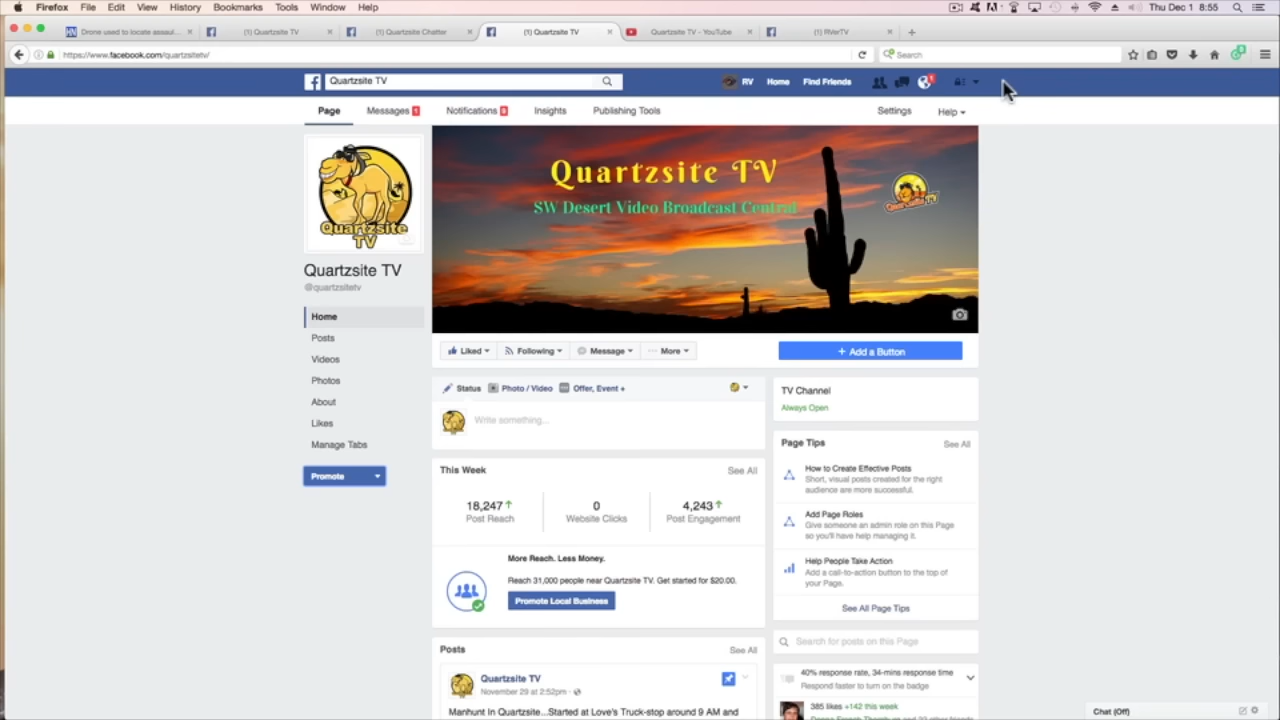 Firefox File Edit View History Bookmarks Tools Window Help Thu Dec 1 8:55
Drone used to locate assaul... (1) Quartzsite TV (1) Quartzsite Chatter (1) Quartzsite TV Quartzsite TV - YouTube (1) RVerTV
https://www.facebook.com/quartzsitetv/ Search
Quartzsite TV RV Home Find Friends 1
Page Messages 1 Notifications Insights Publishing Tools Settings Help
Quartzsite TV
SW Desert Video Broadcast Central
Quartzsite TV
Quartzsite
TV
Quartzsite TV
@quartzsitetv
Home
Posts
Videos
Photos
About
Likes
Manage Tabs
Promote
Liked Following Message More + Add a Button
Status Photo / Video Offer, Event +
Write something...
This Week See All
18,247 0 4,243
Post Reach Website Clicks Post Engagement
More Reach. Less Money.
Reach 31,000 people near Quartzsite TV. Get started for $20.00.
Promote Local Business
Posts See All
Quartzsite TV
November 29 at 2:52pm
Manhunt In Quartzsite...Started at Love's Truck-stop around 9 AM and
TV Channel
Always Open
Page Tips See All
How to Create Effective Posts
Short, visual posts created for the right
audience are more successful.
Add Page Roles
Give someone an admin role on this Page
so you'll have help managing it.
Help People Take Action
Add a call-to-action button to the top of
your Page.
See All Page Tips
Search for posts on this Page
40% response rate, 34-mins response time
Respond faster to turn on the badge
385 likes +142 this week
Chat (Off)